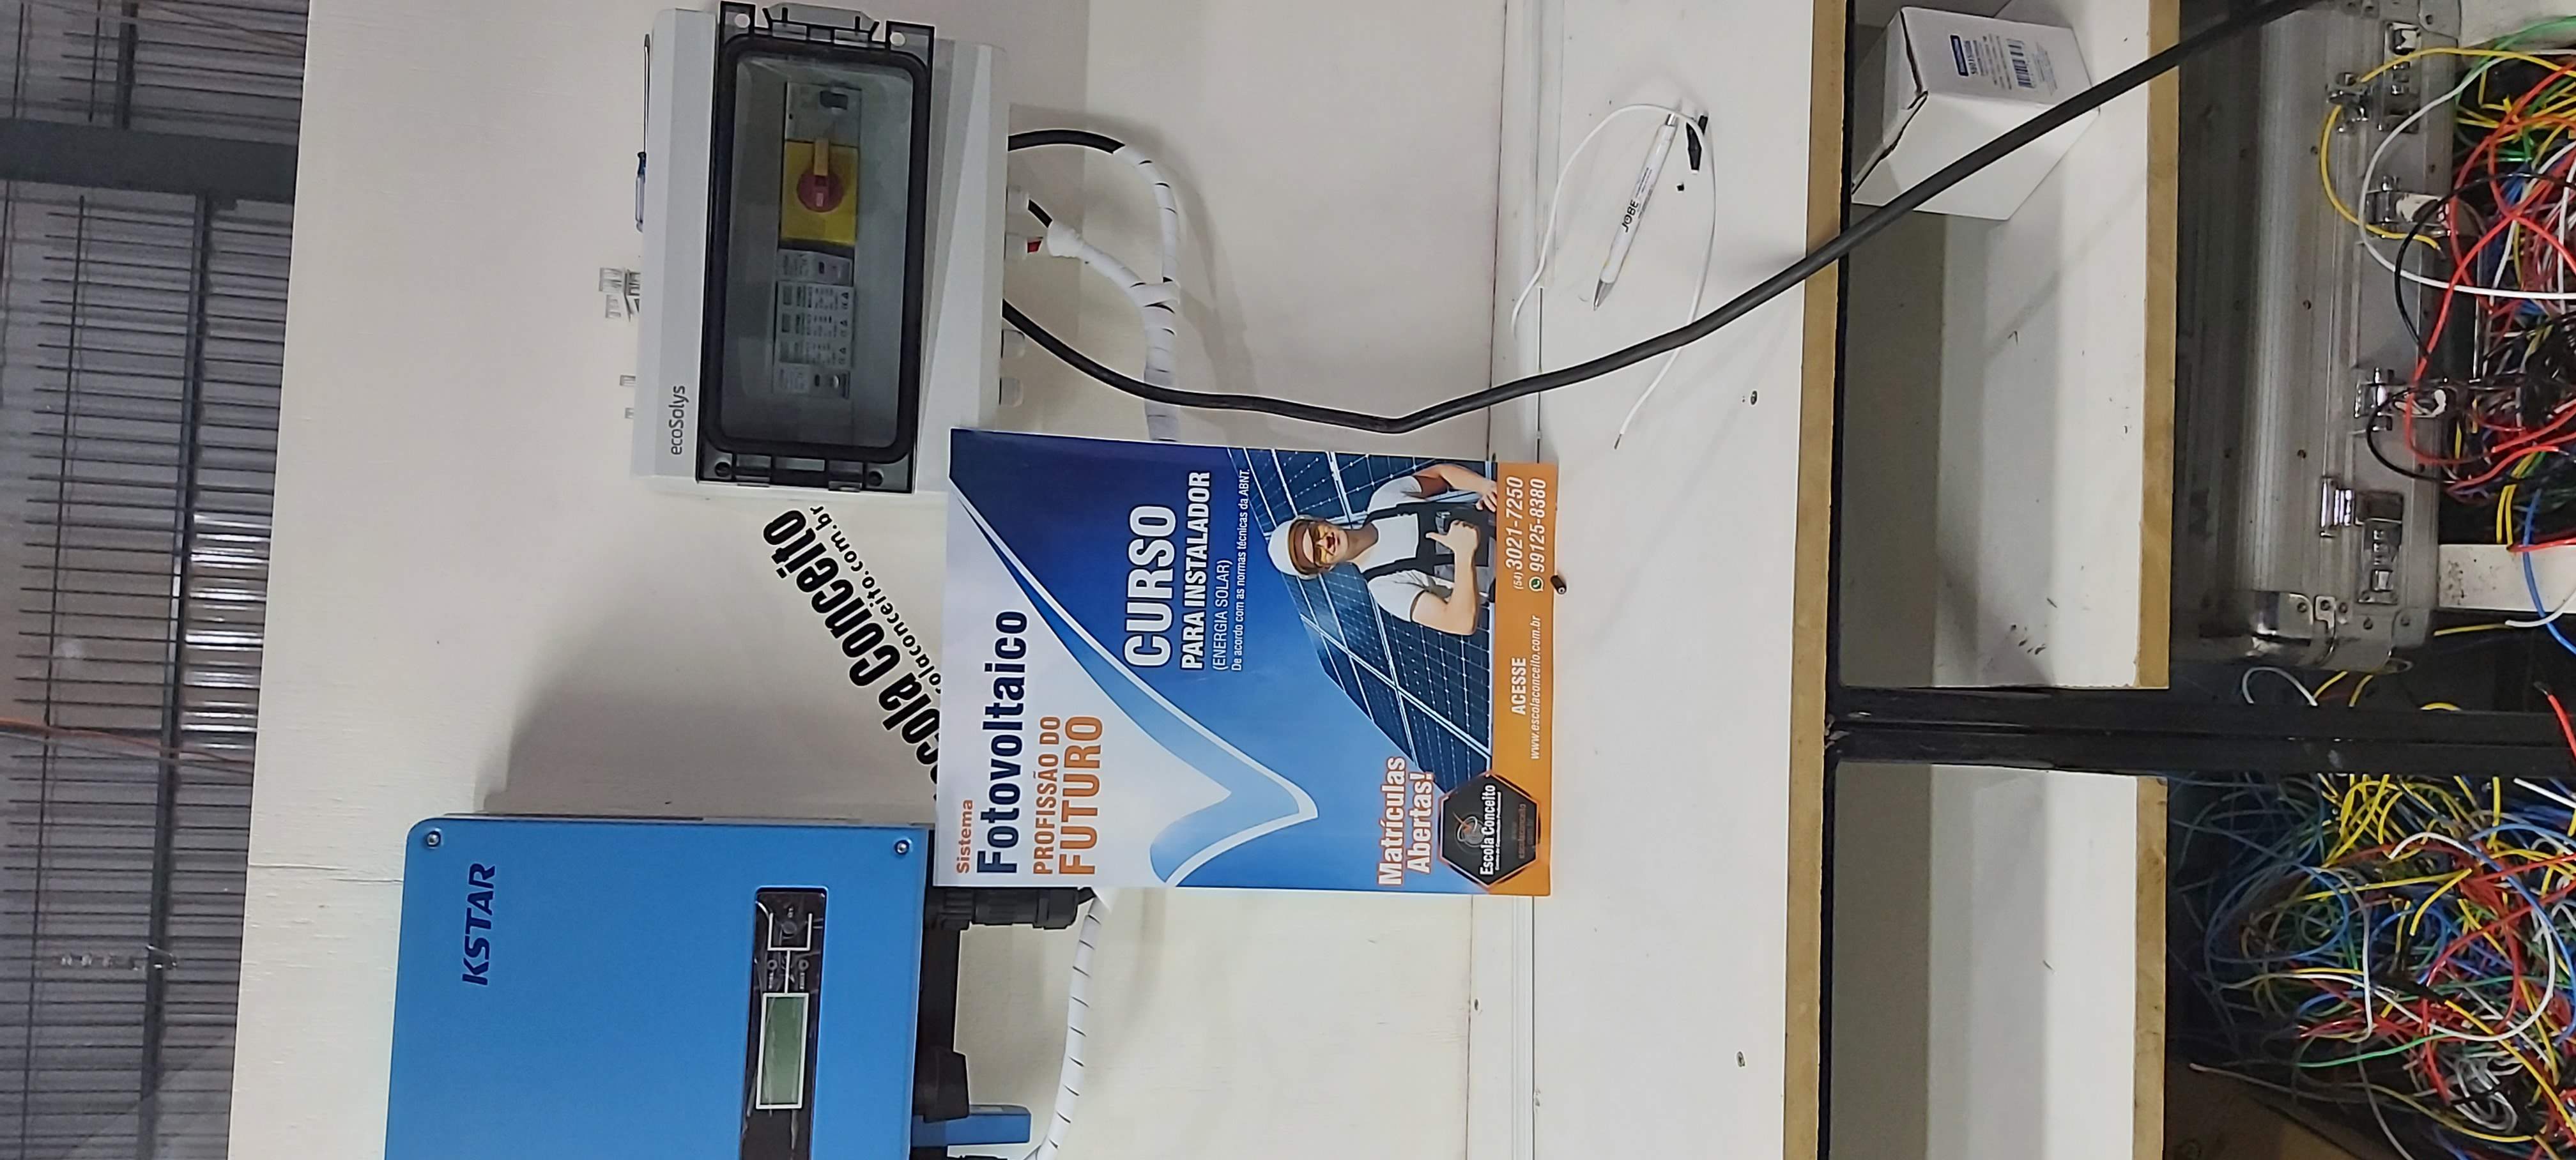 ecoSolys
KSTAR
scola Conceito
colaconceito.com.br
Sistema
Fotovoltaico
PROFISSÃO DO
FUTURO
CURSO
PARA INSTALADOR
(ENERGIA SOLAR)
De acordo com as normas técnicas da ABNT.
Matrículas
Abertas!
Escola Conceito
ACESSE
www.escolaconceito.com.br
(54) 3021-7250
99125-8380
JOBE